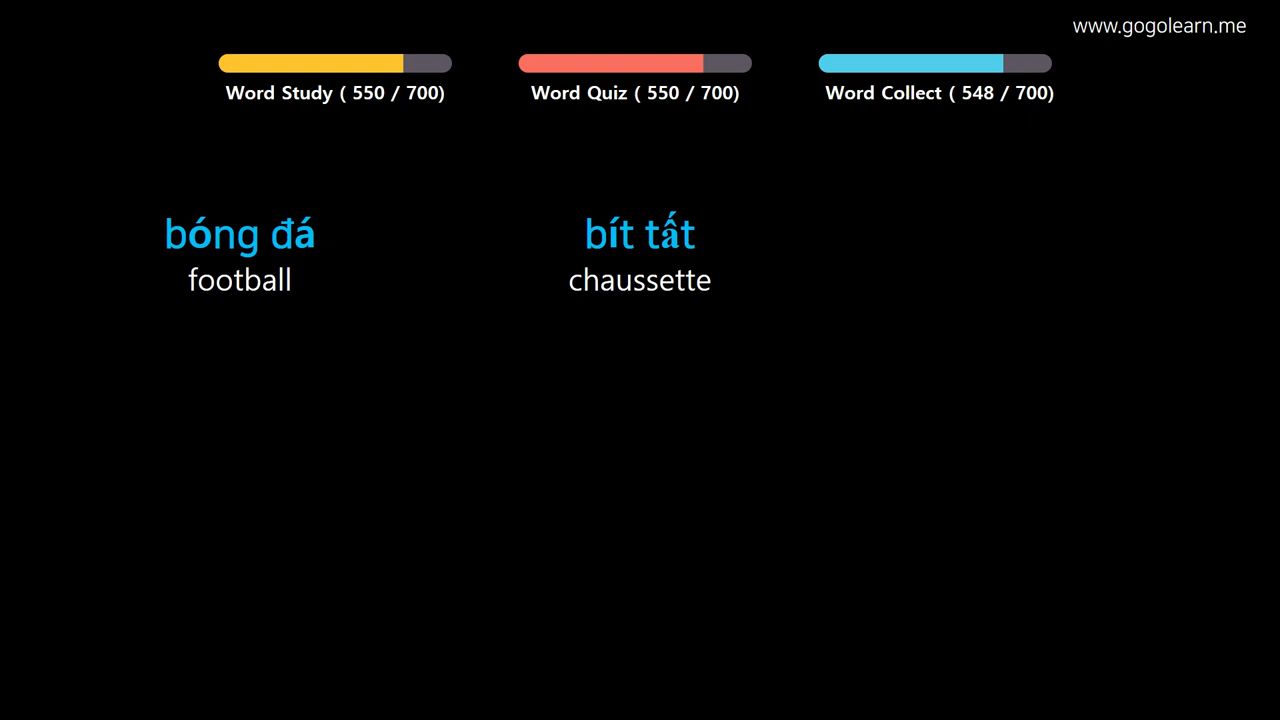 www.gogolearn.me
Word Study ( 550 / 700)
Word Quiz ( 550 / 700)
Word Collect ( 548 / 700)
bóng đá
football
bít tất
chaussette